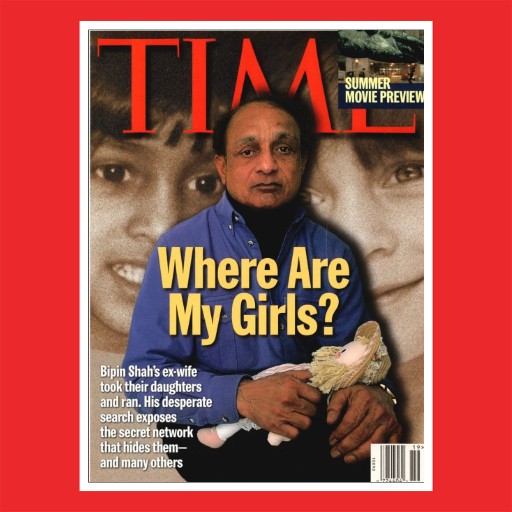 TIME
SUMMER
MOVIE PREVIEW
Where Are
My Girls?
Bipin Shah's ex-wife
took their daughters
and ran. His desperate
search exposes
the secret network
that hides them—
and many others